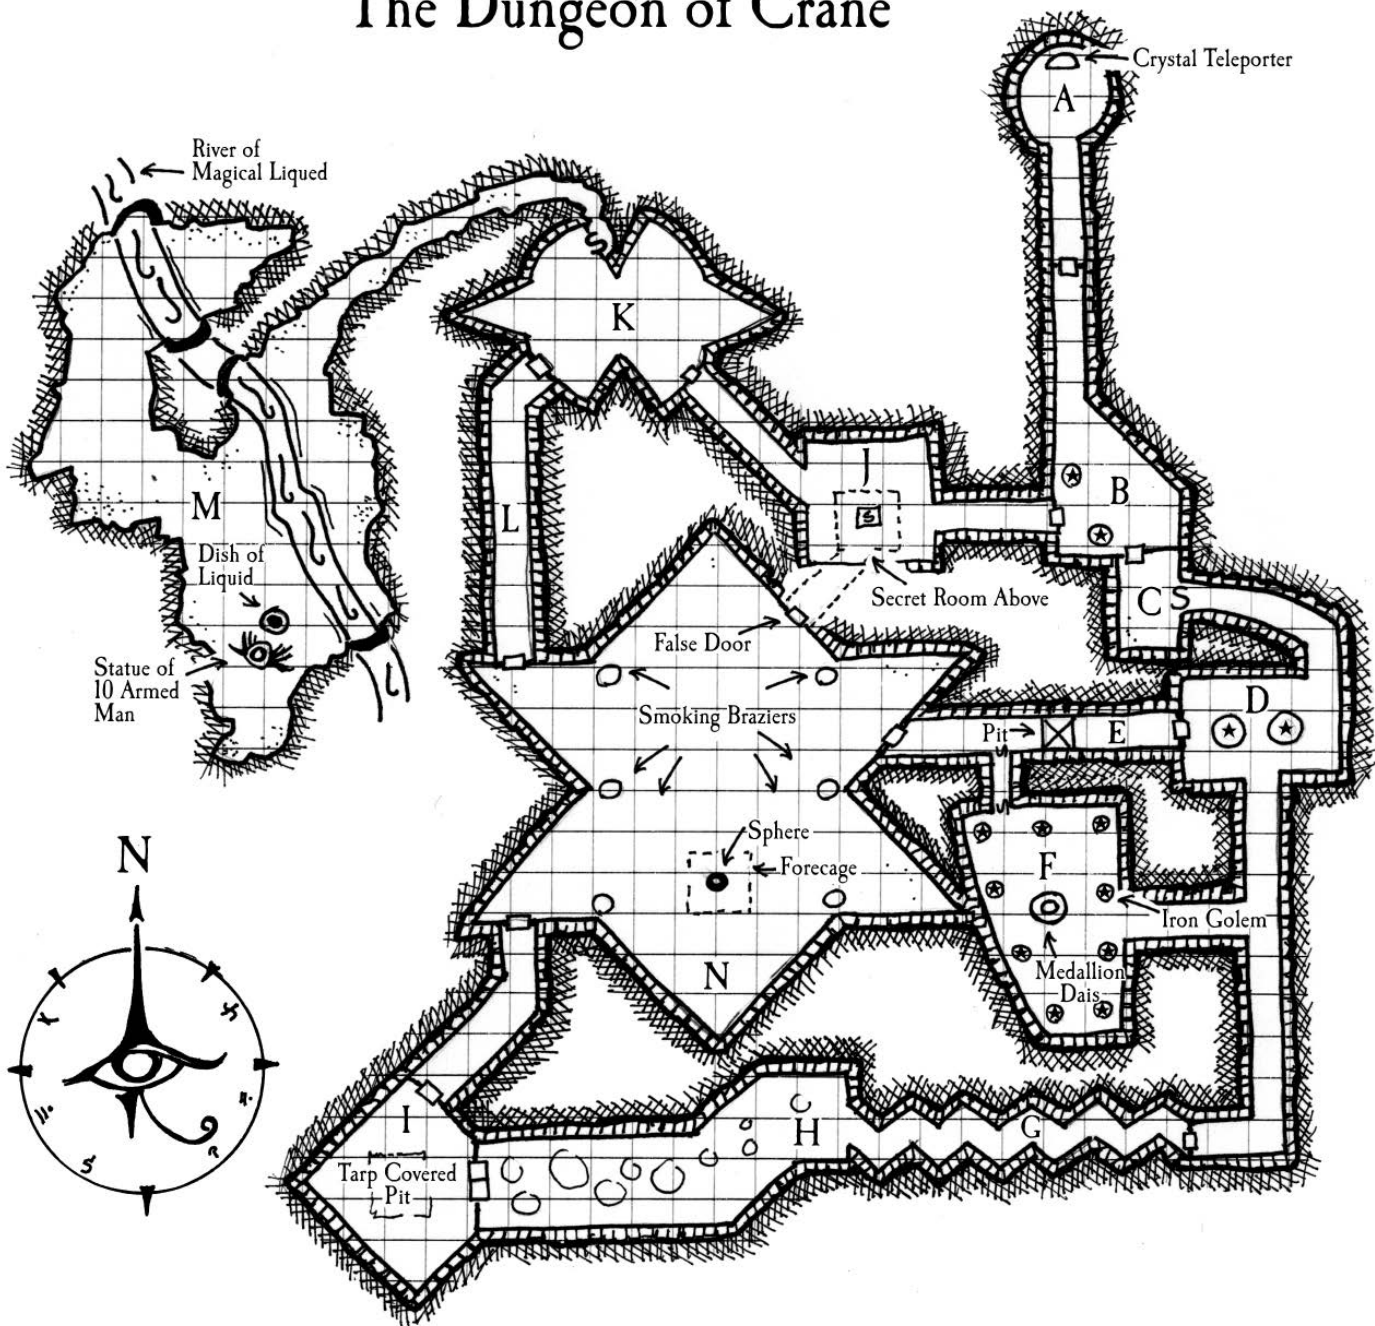 The Dungeon of Crane
Crystal Teleporter
A
River of
Magical Liqued
S
K
J
S
B
L
M
Dish of
Liquid
Secret Room Above
C S
False Door
Statue of
10 Armed
Man
D
Smoking Braziers
Pit
E
S
S
Sphere
Forecage
F
Iron Golem
Medallion
Dais
N
N
H
G
I
Tarp Covered
Pit